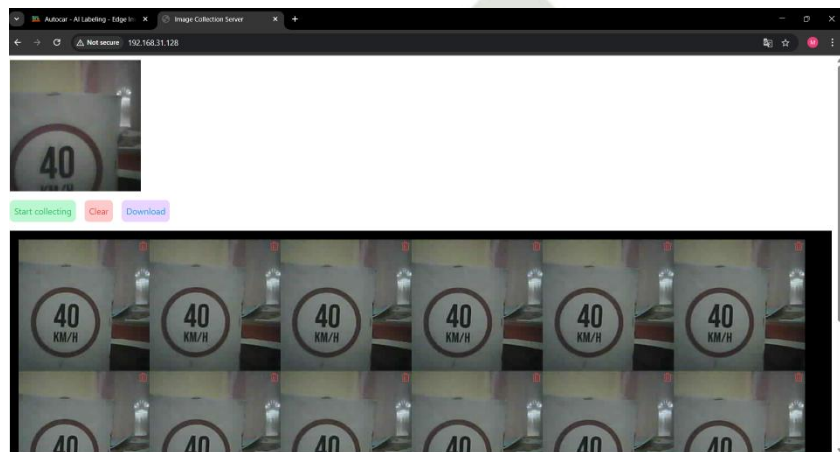 Autocar - AI Labeling - Edge Im
Image Collection Server
Not secure 192.168.31.128
M
40
KM/H
Start collecting Clear Download
40 40 40 40 40 40
KM/H KM/H KM/H KM/H KM/H KM/H
40 40 40 40 40 40